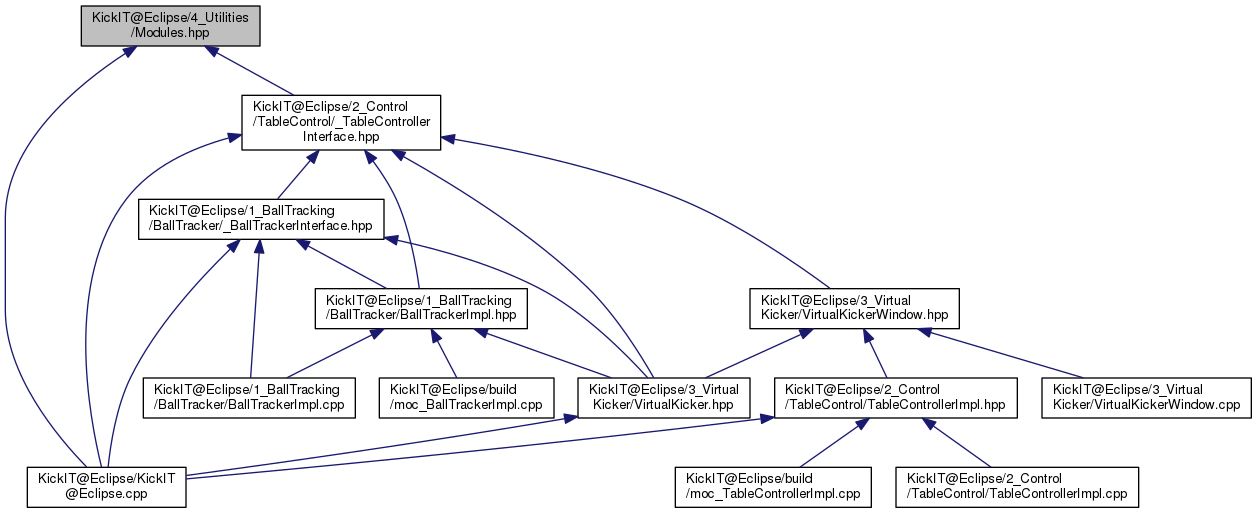 KickIT@Eclipse/4_Utilities
/Modules.hpp
KickIT@Eclipse/2_Control
/TableControl/_TableController
Interface.hpp
KickIT@Eclipse/1_BallTracking
/BallTracker/_BallTrackerInterface.hpp
KickIT@Eclipse/1_BallTracking
/BallTracker/BallTrackerImpl.hpp
KickIT@Eclipse/3_Virtual
Kicker/VirtualKickerWindow.hpp
KickIT@Eclipse/1_BallTracking
/BallTracker/BallTrackerImpl.cpp
KickIT@Eclipse/build
/moc_BallTrackerImpl.cpp
KickIT@Eclipse/3_Virtual
Kicker/VirtualKicker.hpp
KickIT@Eclipse/2_Control
/TableControl/TableControllerImpl.hpp
KickIT@Eclipse/3_Virtual
Kicker/VirtualKickerWindow.cpp
KickIT@Eclipse/KickIT
@Eclipse.cpp
KickIT@Eclipse/build
/moc_TableControllerImpl.cpp
KickIT@Eclipse/2_Control
/TableControl/TableControllerImpl.cpp